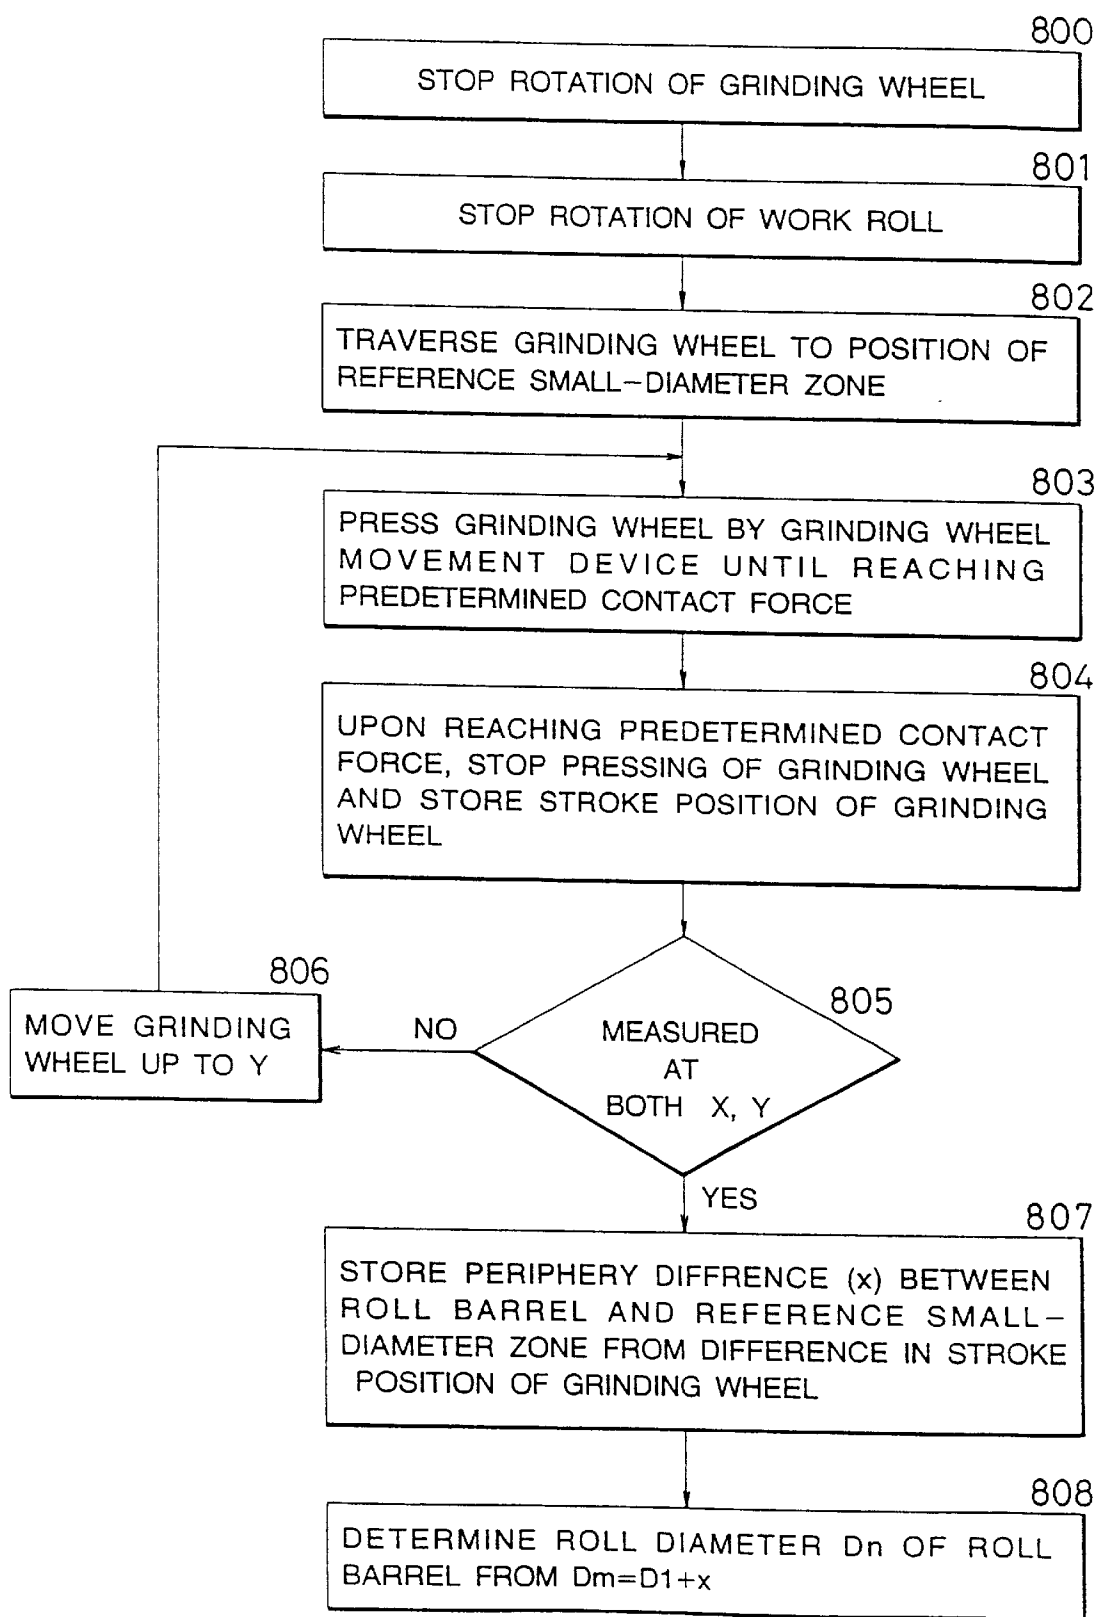 800
STOP ROTATION OF GRINDING WHEEL
801
STOP ROTATION OF WORK ROLL
802
TRAVERSE GRINDING WHEEL TO POSITION OF
REFERENCE SMALL-DIAMETER ZONE
803
PRESS GRINDING WHEEL BY GRINDING WHEEL
MOVEMENT DEVICE UNTIL REACHING
PREDETERMINED CONTACT FORCE
804
UPON REACHING PREDETERMINED CONTACT
FORCE, STOP PRESSING OF GRINDING WHEEL
AND STORE STROKE POSITION OF GRINDING
WHEEL
805
MEASURED
AT
BOTH X, Y
NO
806
MOVE GRINDING
WHEEL UP TO Y
YES
807
STORE PERIPHERY DIFFRENCE (x) BETWEEN
ROLL BARREL AND REFERENCE SMALL-
DIAMETER ZONE FROM DIFFERENCE IN STROKE
POSITION OF GRINDING WHEEL
808
DETERMINE ROLL DIAMETER Dn OF ROLL
BARREL FROM Dm=D1+x